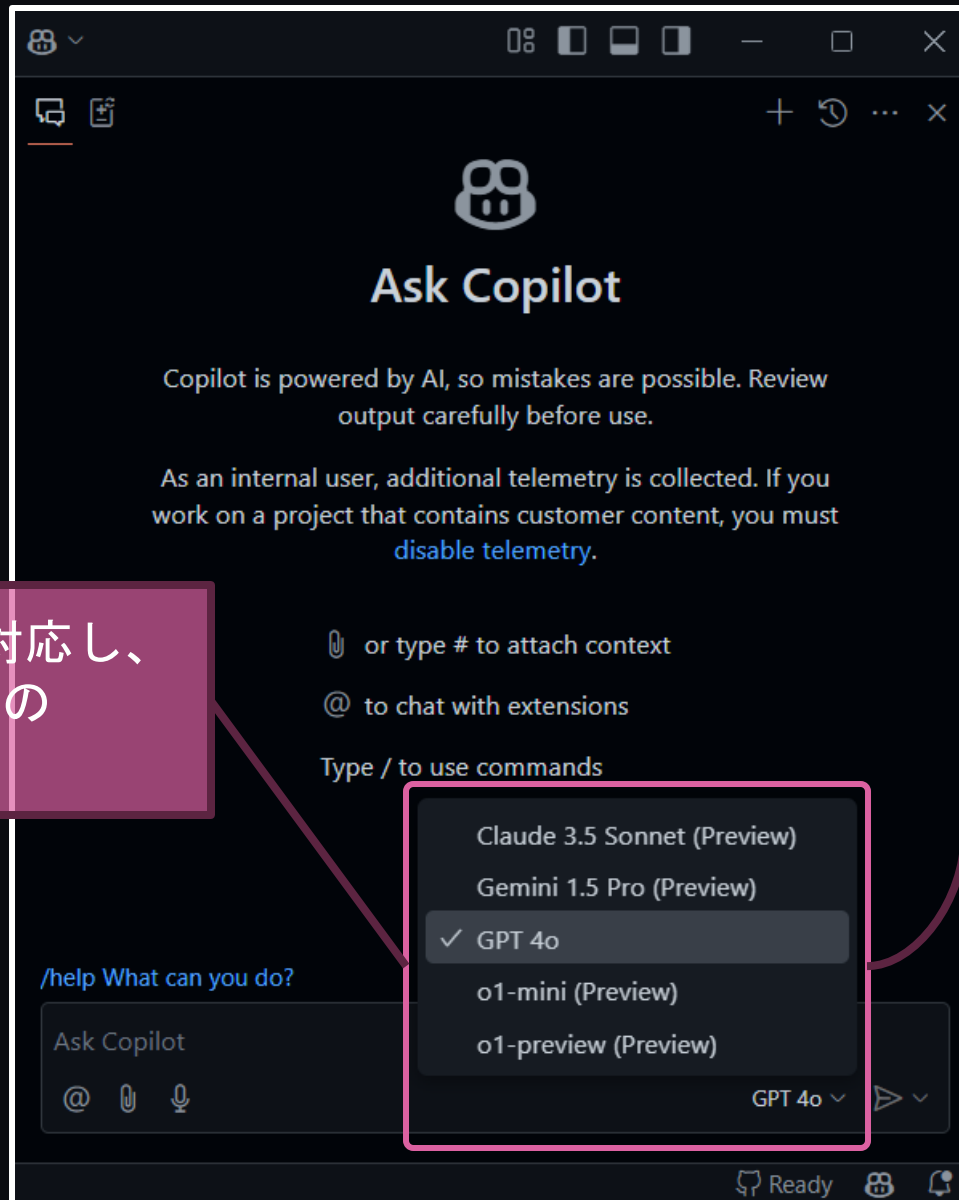 Ask Copilot
Copilot is powered by AI, so mistakes are possible. Review
output carefully before use.
As an internal user, additional telemetry is collected. If you
work on a project that contains customer content, you must
disable telemetry.
対応し、
の
or type # to attach context
@ to chat with extensions
Type / to use commands
Claude 3.5 Sonnet (Preview)
Gemini 1.5 Pro (Preview)
GPT 4o
o1-mini (Preview)
o1-preview (Preview)
/help What can you do?
Ask Copilot
GPT 4o
Ready